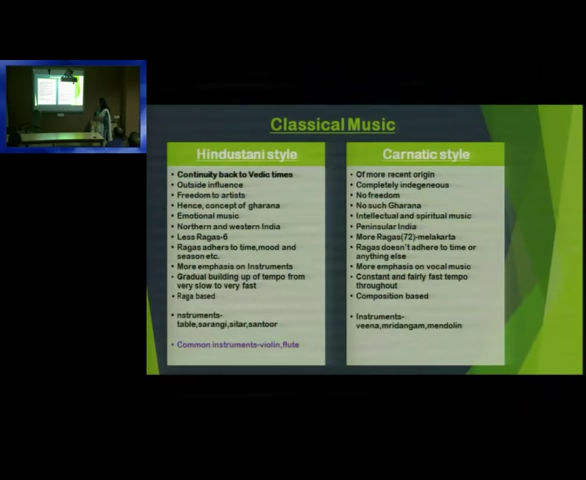 Classical Music
Hindustani style
• Continuity back to Vedic times
• Outside influence
• Freedom to artists
• Hence, concept of gharana
• Emotional music
• Northern and western India
• Less Ragas-6
• Ragas adhers to time,mood and
season etc.
• More emphasis on Instruments
• Gradual building up of tempo from
very slow to very fast
• Raga based
• nstruments-
table,sarangi,sitar,santoor
• Common instruments-violin,flute
Carnatic style
• Of more recent origin
• Completely indegeneous
• No freedom
• No such Gharana
• Intellectual and spiritual music
• Peninsular India
• More Ragas(72)-melakarta
• Ragas doesn't adhere to time or
anything else
• More emphasis on vocal music
• Constant and fairly fast tempo
throughout
• Composition based
• Instruments-
veena,mridangam,mendolin